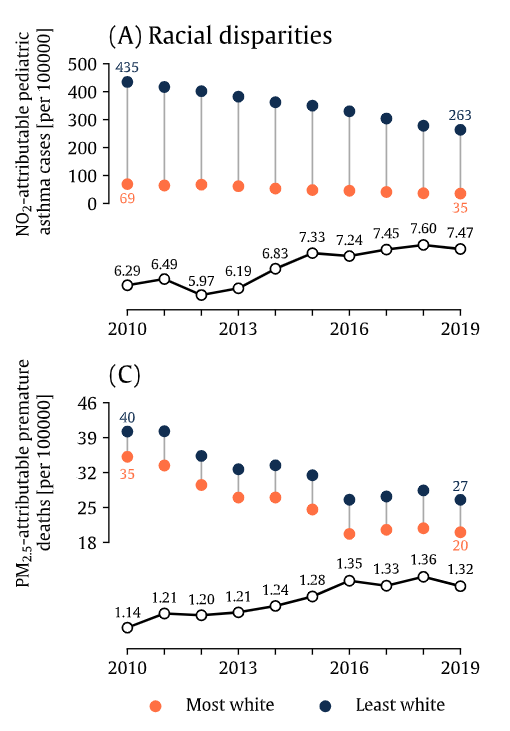 (A) Racial disparities
NO2-attributable pediatric
asthma cases [per 100000]
500
400
300
200
100
0
435
263
69
35
6.29 6.49 5.97 6.19 6.83 7.33 7.24 7.45 7.60 7.47
2010 2013 2016 2019
(C)
PM2.5-attributable premature
deaths [per 100000]
46
39
32
25
18
40
27
35
20
1.14 1.21 1.20 1.21 1.24 1.28 1.35 1.33 1.36 1.32
2010 2013 2016 2019
Most white Least white